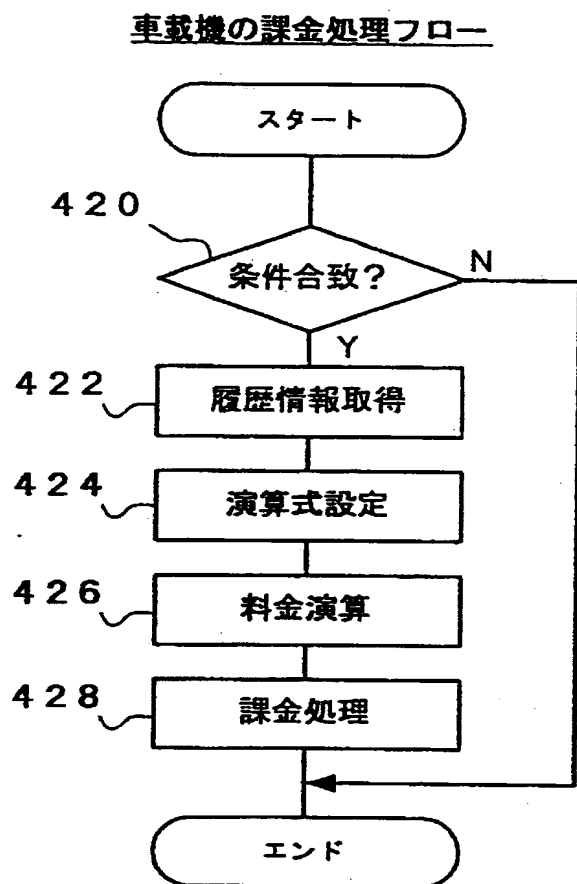 車載機の課金処理フロー
スタート
420
条件合致?
N
Y
422
履歴情報取得
424
演算式設定
426
料金演算
428
課金処理
エンド